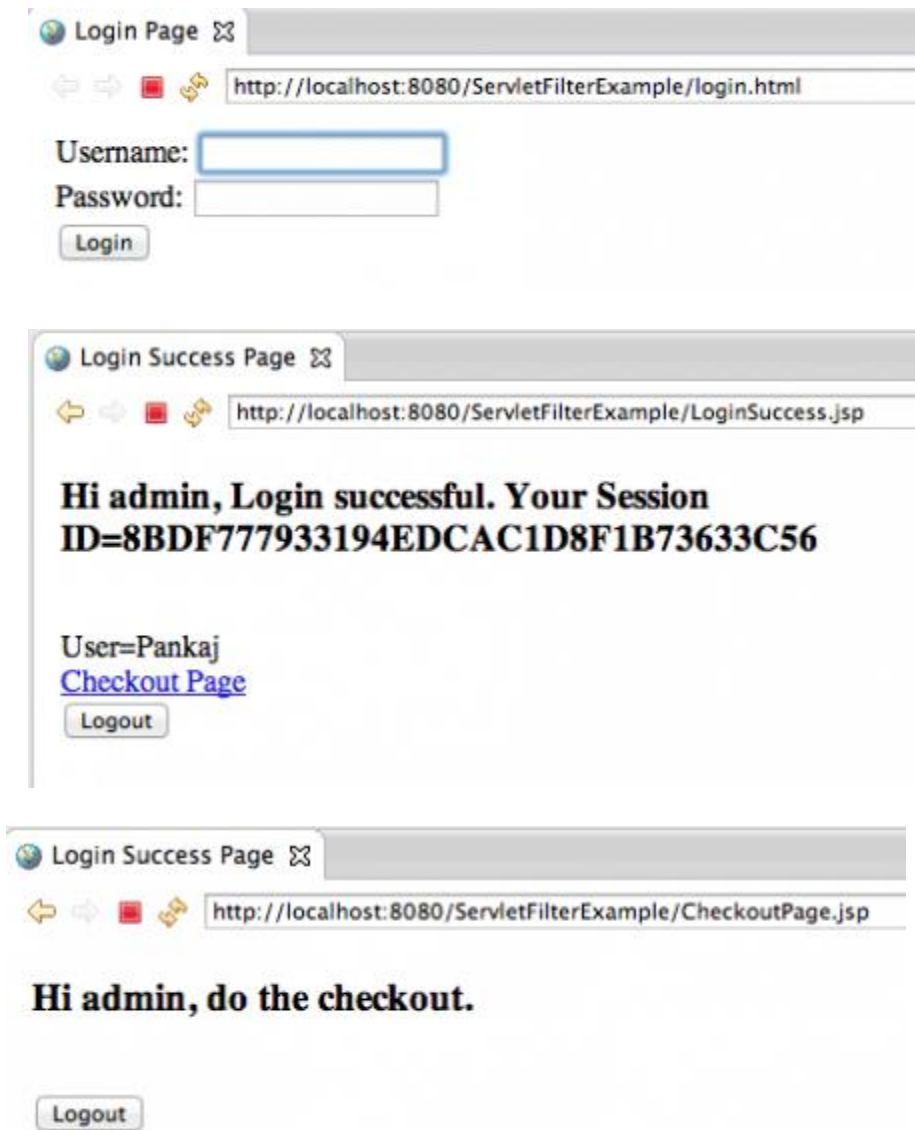 Login Page
http://localhost:8080/ServletFilterExample/login.html
Username:
Password:
Login
Login Success Page
http://localhost:8080/ServletFilterExample/LoginSuccess.jsp
Hi admin, Login successful. Your Session
ID=8BDF777933194EDCAC1D8F1B73633C56
User=Pankaj
Checkout Page
Logout
Login Success Page
http://localhost:8080/ServletFilterExample/CheckoutPage.jsp
Hi admin, do the checkout.
Logout